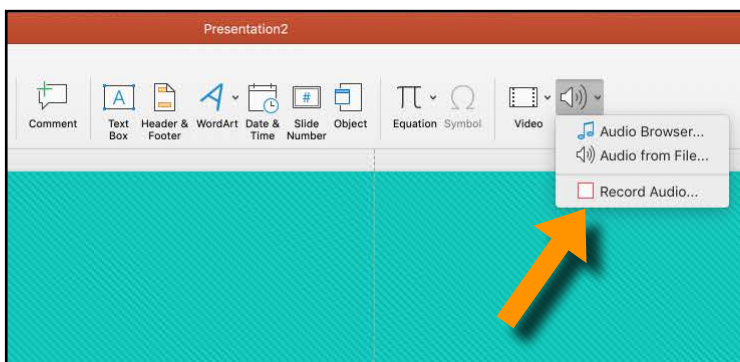 Presentation2
Comment
Text
Box
Header &
Footer
WordArt
Date &
Time
#
Slide
Number
Object
π
Equation
Ω
Symbol
Video
A
A
Audio Browser...
Audio from File...
Record Audio...